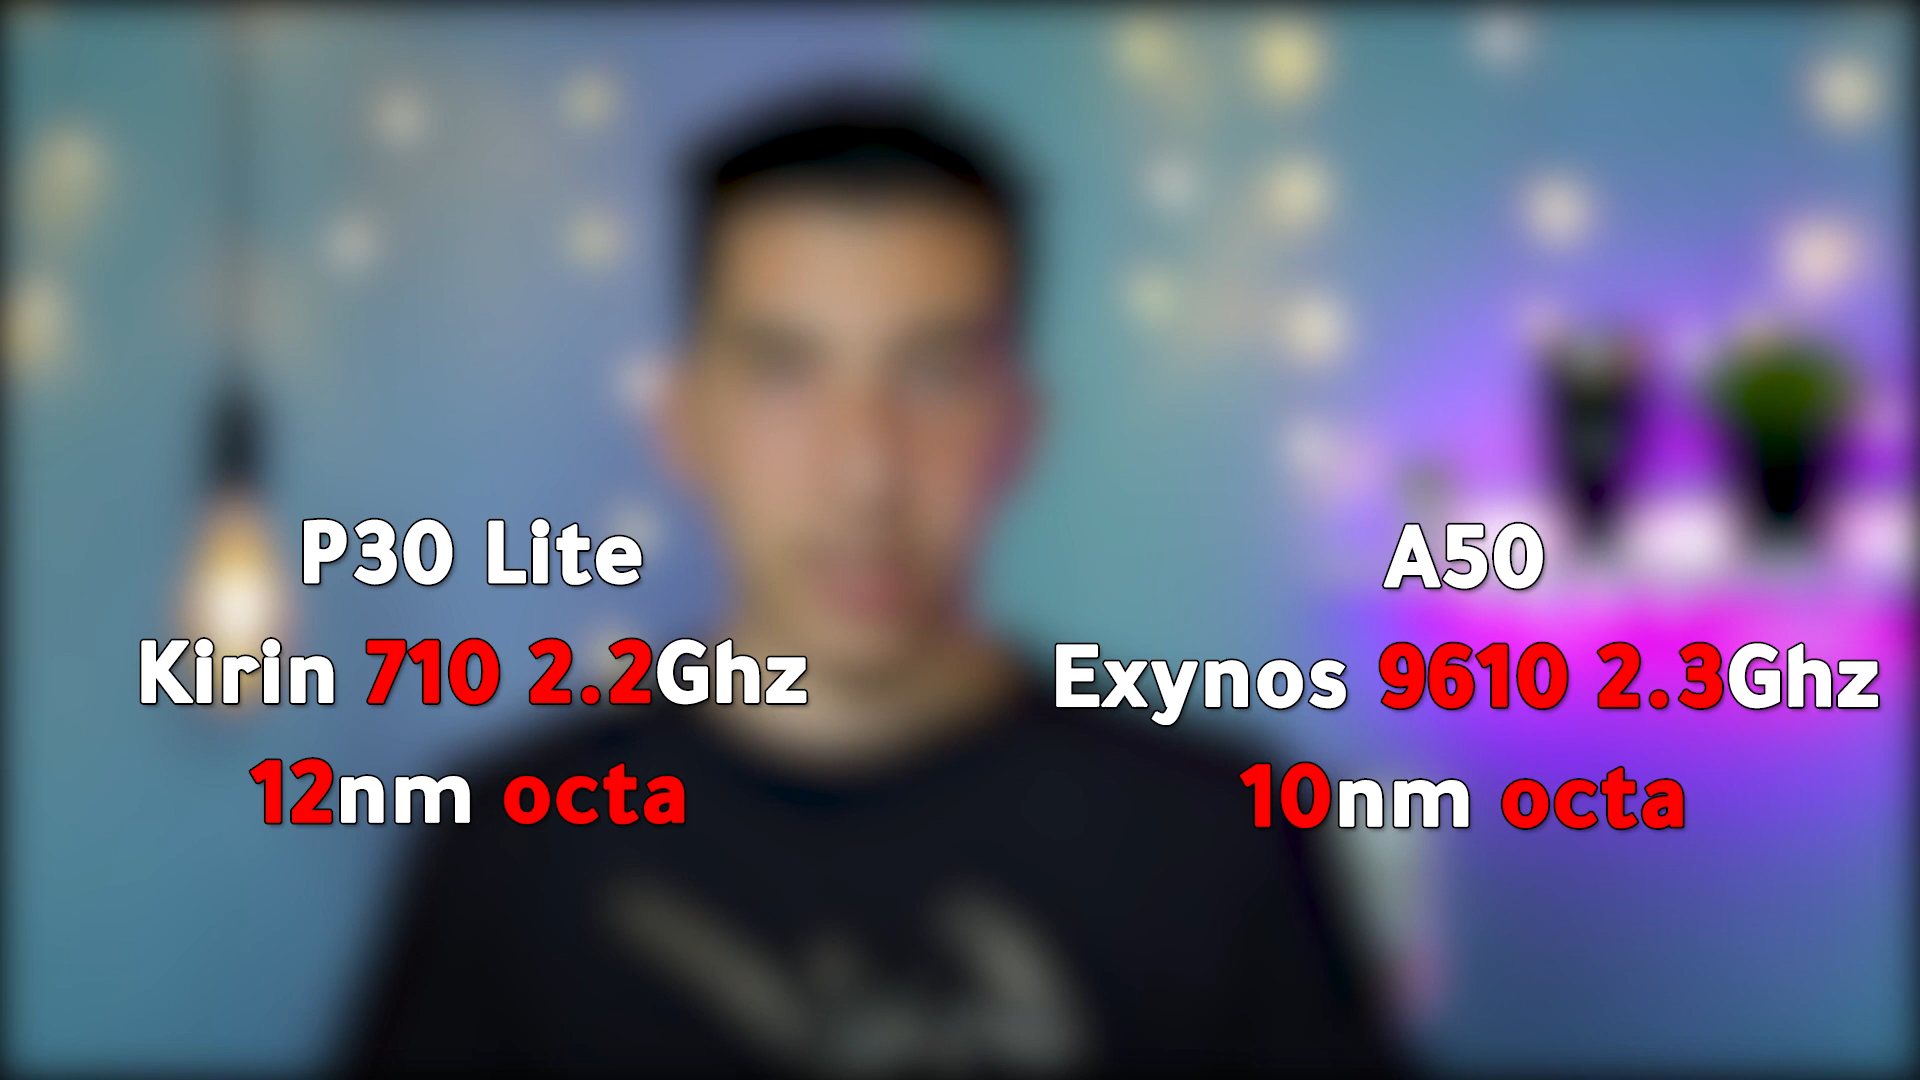 P30 Lite
Kirin 710 2.2Ghz
12nm octa
A50
Exynos 9610 2.3Ghz
10nm octa